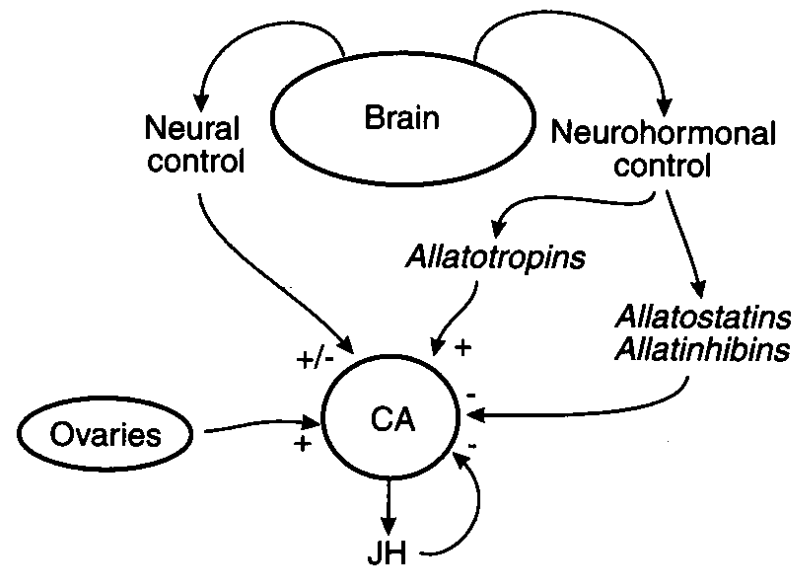 Brain
Neural
control
Neurohormonal
control
Allatotropins
Allatostatins
Allatinhibins
+/-
+
-
CA
Ovaries
+
-
JH